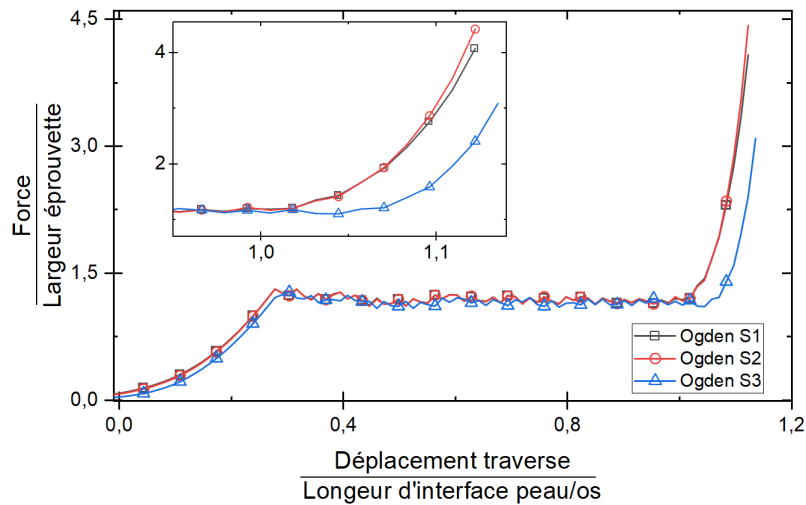 4,5
3,0
1,5
0,0
Force
Largeur éprouvette
4
2
1,0
1,1
Ogden S1
Ogden S2
Ogden S3
0,0
0,4
0,8
1,2
Déplacement traverse
Longeur d'interface peau/os